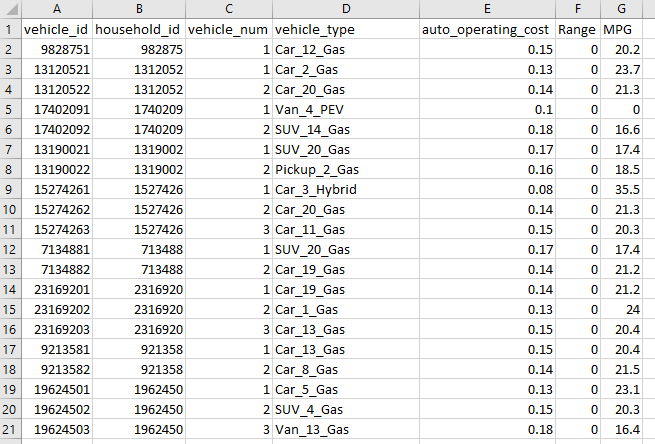 A B C D E F G
1 vehicle_id household_id vehicle_num vehicle_type auto_operating_cost Range MPG
2 9828751 982875 1 Car_12_Gas 0.15 0 20.2
3 13120521 1312052 1 Car_2_Gas 0.13 0 23.7
4 13120522 1312052 2 Car_20_Gas 0.14 0 21.3
5 17402091 1740209 1 Van_4_PEV 0.1 0 0
6 17402092 1740209 2 SUV_14_Gas 0.18 0 16.6
7 13190021 1319002 1 SUV_20_Gas 0.17 0 17.4
8 13190022 1319002 2 Pickup_2_Gas 0.16 0 18.5
9 15274261 1527426 1 Car_3_Hybrid 0.08 0 35.5
10 15274262 1527426 2 Car_20_Gas 0.14 0 21.3
11 15274263 1527426 3 Car_11_Gas 0.15 0 20.3
12 7134881 713488 1 SUV_20_Gas 0.17 0 17.4
13 7134882 713488 2 Car_19_Gas 0.14 0 21.2
14 23169201 2316920 1 Car_19_Gas 0.14 0 21.2
15 23169202 2316920 2 Car_1_Gas 0.13 0 24
16 23169203 2316920 3 Car_13_Gas 0.15 0 20.4
17 9213581 921358 1 Car_13_Gas 0.15 0 20.4
18 9213582 921358 2 Car_8_Gas 0.14 0 21.5
19 19624501 1962450 1 Car_5_Gas 0.13 0 23.1
20 19624502 1962450 2 SUV_4_Gas 0.15 0 20.3
21 19624503 1962450 3 Van_13_Gas 0.18 0 16.4